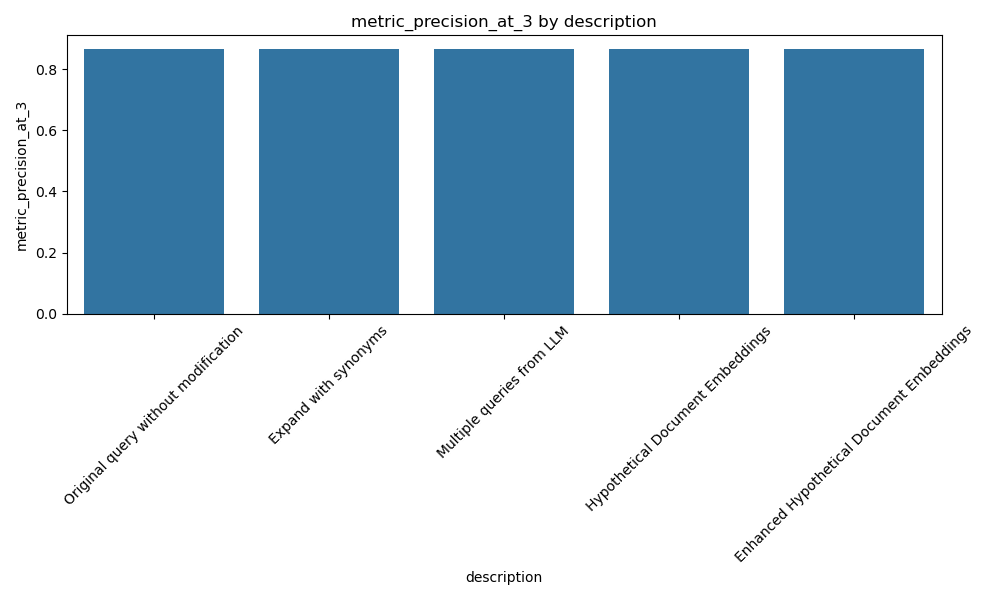 metric_precision_at_3 by description
metric_precision_at_3
0.8
0.6
0.4
0.2
0.0
Original query without modification
Expand with synonyms
Multiple queries from LLM
Hypothetical Document Embeddings
Enhanced Hypothetical Document Embeddings
description